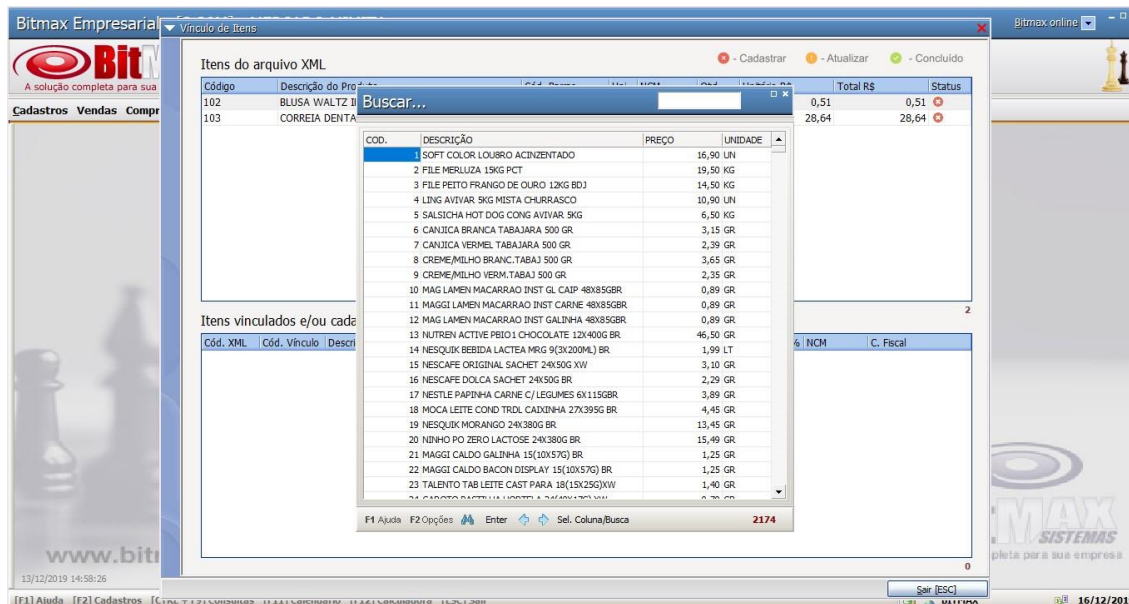 Bitmax Empresarial
Vínculo de Itens
Bitmax online
Bit
A solução completa para sua
Cadastros Vendas Compr
Itens do arquivo XML
- Cadastrar - Atualizar - Concluído
Código Descrição do Total R$ Status
102 BLUSA WALTZ 0,51 0,51
103 CORREIA DENTA 28,64 28,64
2
Buscar...
COD. DESCRIÇÃO PREÇO UNIDADE
1 SOFT COLOR LOU8RO ACINZENTADO 16,90 UN
2 FILE MERLUZA 15KG PCT 19,50 KG
3 FILE PEITO FRANGO DE OURO 12KG BDJ 14,50 KG
4 LING AVIVAR 5KG MISTA CHURRASCO 10,90 UN
5 SALSICHA HOT DOG CONG AVIVAR 5KG 6,50 KG
6 CANJICA BRANCA TABAJARA 500 GR 3,15 GR
7 CANJICA VERMEL TABAJARA 500 GR 2,39 GR
8 CREME/MILHO BRANC.TABAJ 500 GR 3,65 GR
9 CREME/MILHO VERM.TABAJ 500 GR 2,35 GR
10 MAG LAMEN MACARRAO INST GL CAIP 48X85GBR 0,89 GR
11 MAGGI LAMEN MACARRAO INST CARNE 48X85GBR 0,89 GR
12 MAG LAMEN MACARRAO INST GALINHA 48X85GBR 0,89 GR
13 NUTREN ACTIVE PBIO1 CHOCOLATE 12X400G BR 46,50 GR
14 NESQUIK BEBIDA LACTEA MRG 9(3X200ML) BR 1,99 LT
15 NESCAFE ORIGINAL SACHET 24X50G XW 3,10 GR
16 NESCAFE DOLCA SACHET 24X50G BR 2,29 GR
17 NESTLE PAPINHA CARNE C/ LEGUMES 6X115GBR 3,89 GR
18 MOCA LEITE COND TRDL CAIXINHA 27X395G BR 4,45 GR
19 NESQUIK MORANGO 24X380G BR 13,45 GR
20 NINHO PO ZERO LACTOSE 24X380G BR 15,49 GR
21 MAGGI CALDO GALINHA 15(10X57G) BR 1,25 GR
22 MAGGI CALDO BACON DISPLAY 15(10X57G) BR 1,25 GR
23 TALENTO TAB LEITE CAST PARA 18(15X25G)XW 1,40 GR
F1 Ajuda F2 Opções Enter Sel. Coluna/Busca 2174
Itens vinculados e/ou cada
Cód. XML Cód. Vínculo Descri % NCM C. Fiscal
0
MAX
SISTEMAS
pleta para sua empresa
www.bit
13/12/2019 14:58:26
Sair [ESC]
[F1] Ajuda [F2] Cadastros
BITMAX
16/12/201